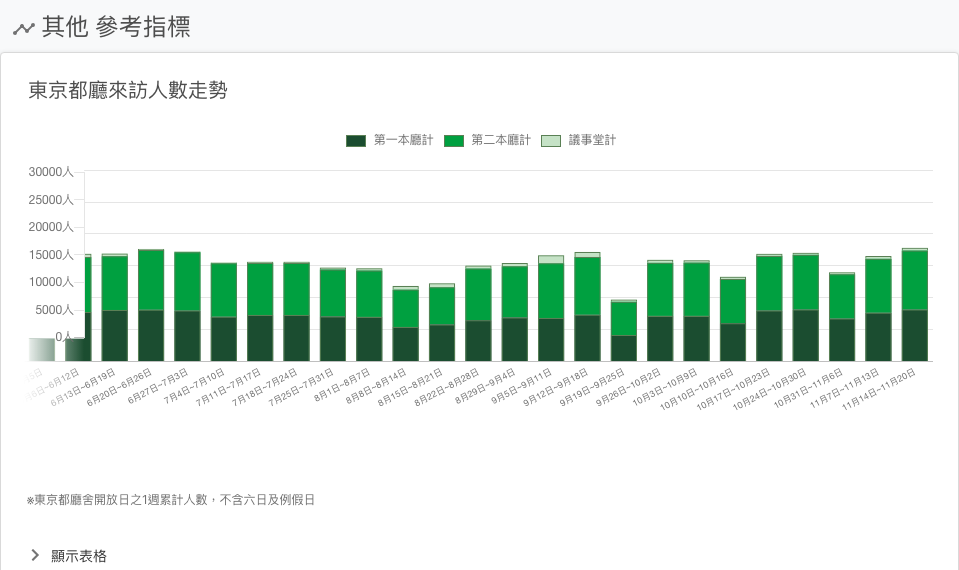 其他 參考指標
東京都廳來訪人數走勢
第一本廳計 第二本廳計 議事堂計
30000人
25000人
20000人
15000人
10000人
5000人
0人
6月13日~6月19日
6月20日~6月26日
6月27日~7月3日
7月4日~7月10日
7月11日~7月17日
7月18日~7月24日
7月25日~7月31日
8月1日~8月7日
8月8日~8月14日
8月15日~8月21日
8月22日~8月28日
8月29日~9月4日
9月5日~9月11日
9月12日~9月18日
9月19日~9月25日
9月26日~10月2日
10月3日~10月9日
10月10日~10月16日
10月17日~10月23日
10月24日~10月30日
10月31日~11月6日
11月7日~11月13日
11月14日~11月20日
※東京都廳舍開放日之1週累計人數，不含六日及例假日
顯示表格